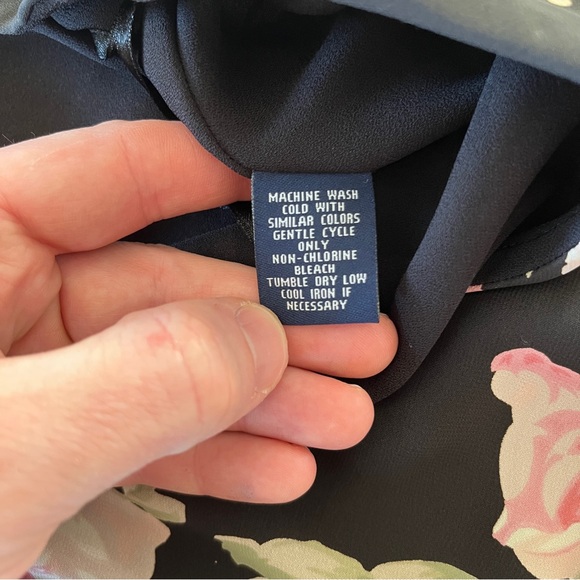 MACHINE WASH
COLD WITH
SIMILAR COLORS
GENTLE CYCLE
ONLY
NON-CHLORINE
BLEACH
TUMBLE DRY LOW
COOL IRON IF
NECESSARY